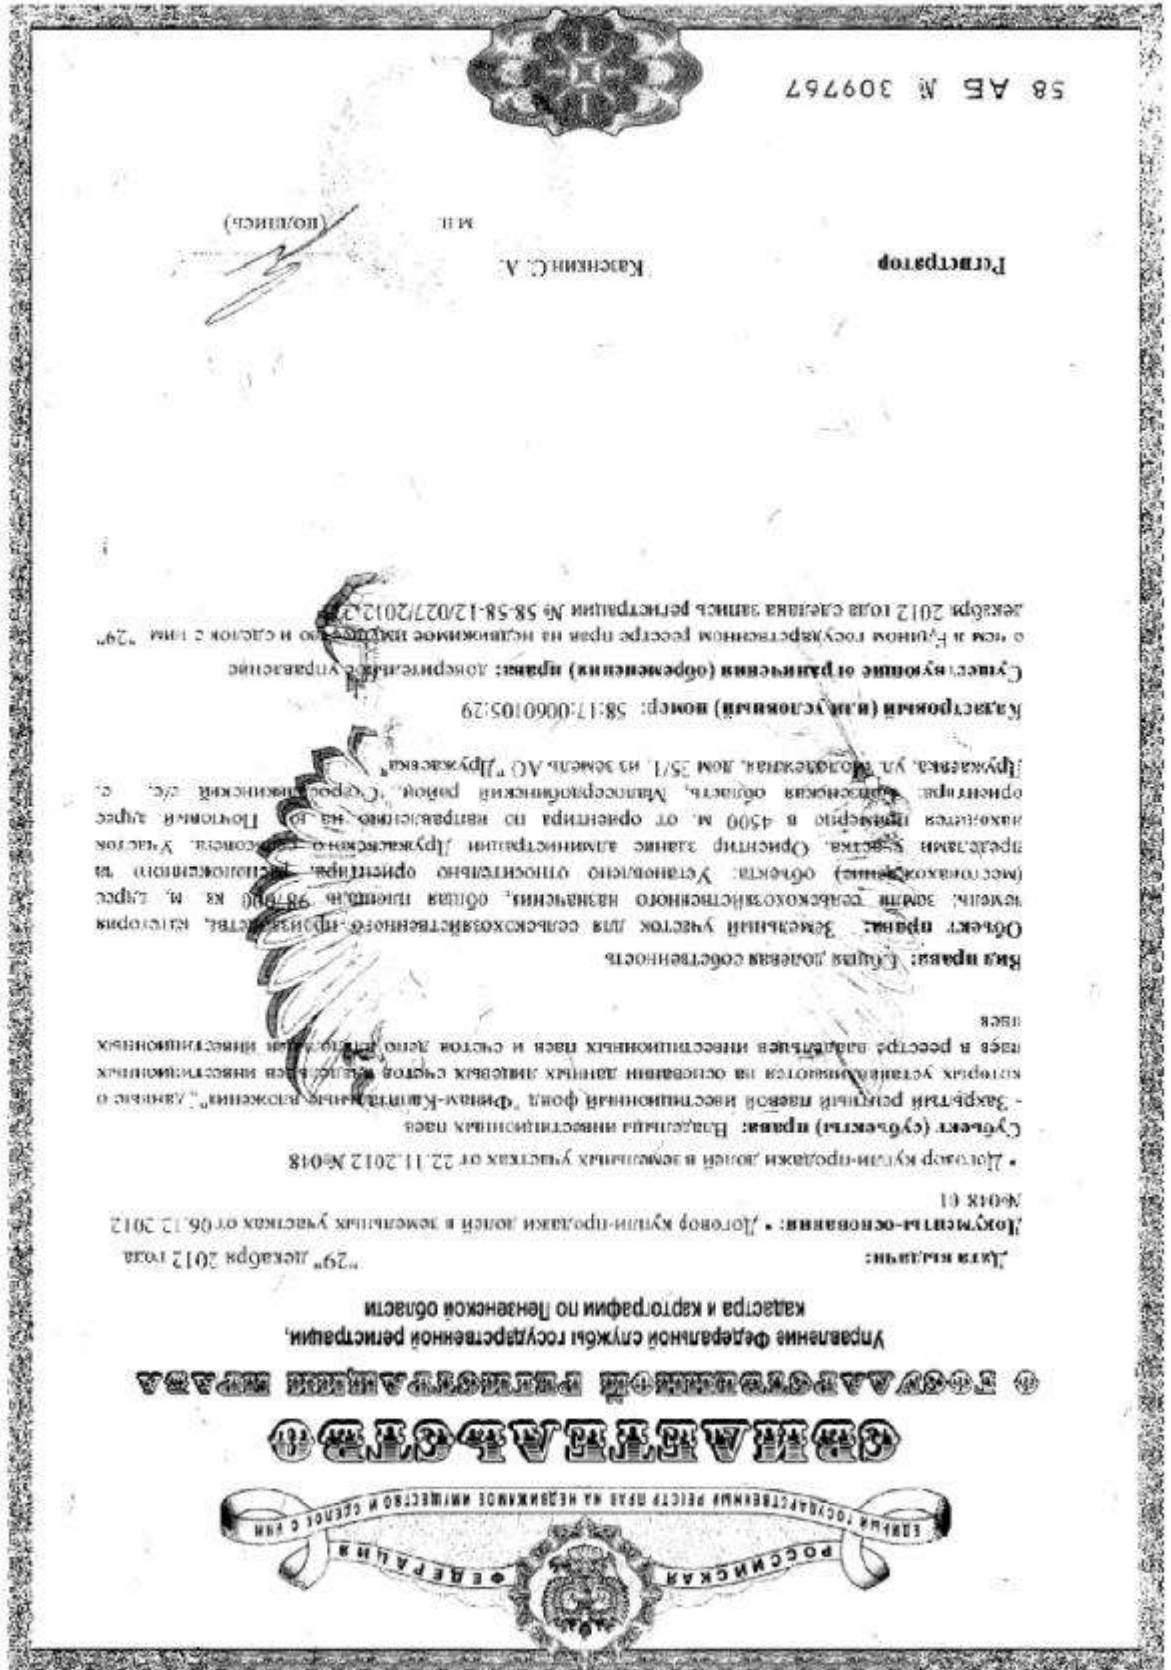 РОССИЙСКАЯ ФЕДЕРАЦИЯ
ЕДИНЫЙ ГОСУДАРСТВЕННЫЙ РЕЕСТР ПРАВ НА НЕДВИЖИМОЕ ИМУЩЕСТВО И СДЕЛОК С НИМ
СВИДЕТЕЛЬСТВО
О ГОСУДАРСТВЕННОЙ РЕГИСТРАЦИИ ПРАВА
Управление Федеральной службы государственной регистрации,
кадастра и картографии по Пензенской области
Дата выдачи: "29" декабря 2012 года
Документы-основания: • Договор купли-продажи долей в земельных участках от 06.12.2012
№048
• Договор купли-продажи долей в земельных участках от 22.11.2012 №048
Субъект (субъекты) права: Владельцы инвестиционных паев
- Закрытый рентный паевой инвестиционный фонд "Финам-Капитальные вложения", данные о
которых устанавливаются на основании данных лицевых счетов владельцев инвестиционных
паев в реестре владельцев инвестиционных паев и счетов депо владельцев инвестиционных
паев
Вид права: Общая долевая собственность
Объект права: Земельный участок для сельскохозяйственного производства, категория
земель: земли сельскохозяйственного назначения, общая площадь кв м, адрес
(местонахождение) объекта: Установлено относительно ориентира, расположенного за
пределами участка. Ориентир здание администрации Дружаевского сельсовета. Участок
находится примерно в 4500 м. от ориентира по направлению на Почтовый адрес
ориентира: Пензенская область, Малосердобинский район, с/с, с.
Дружаевка, ул. Молодежная, дом 35/1, из земель АО "Дружаевка"
Кадастровый (или условный) номер: 58:17:0060105:29
Существующие ограничения (обременения) права: доверительное управление
о чем в Едином государственном реестре прав на недвижимое имущество и сделок с ним "29"
декабря 2012 года сделана запись регистрации № 58-58-12/027/2012-
Регистратор Казенкин С. А.
м.п. (подпись)
58 АБ № 309767